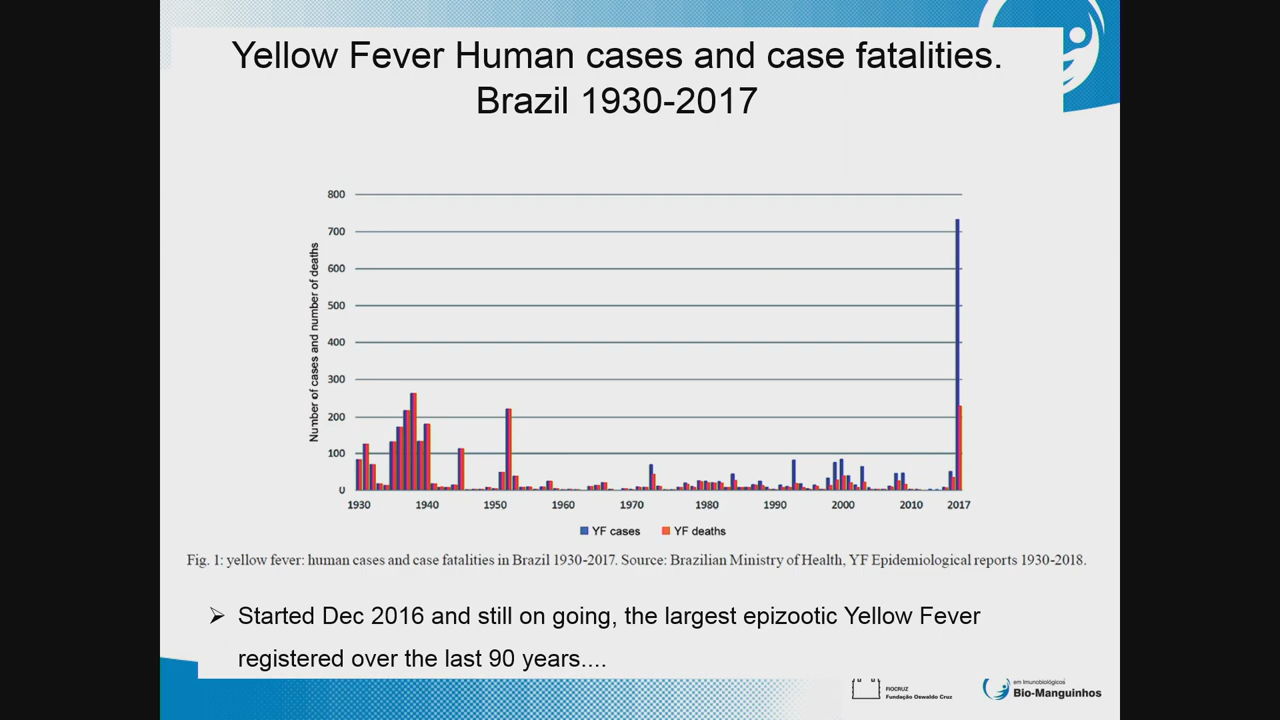 Yellow Fever Human cases and case fatalities.
Brazil 1930-2017
Number of cases and number of deaths
800
700
600
500
400
300
200
100
0
1930 1940 1950 1960 1970 1980 1990 2000 2010 2017
YF cases YF deaths
Fig. 1: yellow fever: human cases and case fatalities in Brazil 1930-2017. Source: Brazilian Ministry of Health, YF Epidemiological reports 1930-2018.
➢ Started Dec 2016 and still on going, the largest epizootic Yellow Fever
registered over the last 90 years....
FIOCRUZ
Fundação Oswaldo Cruz
em Imunobiológicos
Bio-Manguinhos